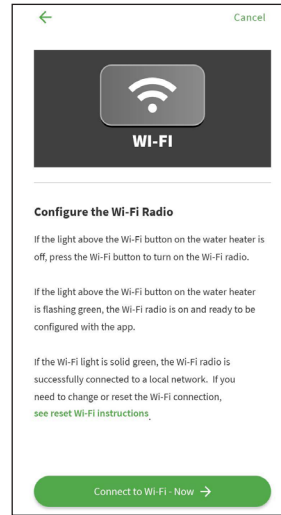 Cancel
WI-FI
Configure the Wi-Fi Radio
If the light above the Wi-Fi button on the water heater is
off, press the Wi-Fi button to turn on the Wi-Fi radio.
If the light above the Wi-Fi button on the water heater
is flashing green, the Wi-Fi radio is on and ready to be
configured with the app.
If the Wi-Fi light is solid green, the Wi-Fi radio is
successfully connected to a local network. If you
need to change or reset the Wi-Fi connection,
see reset Wi-Fi instructions.
Connect to Wi-Fi - Now →